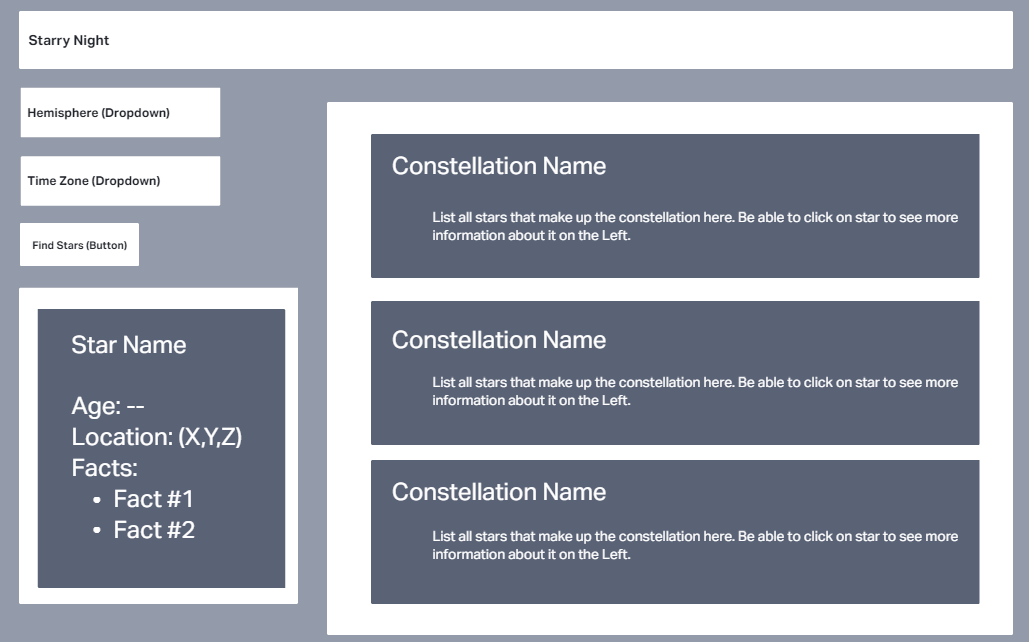 Starry Night
Hemisphere (Dropdown)
Time Zone (Dropdown)
Find Stars (Button)
Star Name
Age: --
Location: (X,Y,Z)
Facts:
• Fact #1
• Fact #2
Constellation Name
List all stars that make up the constellation here. Be able to click on star to see more
information about it on the Left.
Constellation Name
List all stars that make up the constellation here. Be able to click on star to see more
information about it on the Left.
Constellation Name
List all stars that make up the constellation here. Be able to click on star to see more
information about it on the Left.